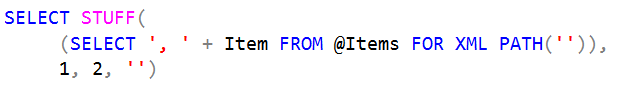 SELECT STUFF(
(SELECT ', ' + Item FROM @Items FOR XML PATH('')),
1, 2, '')